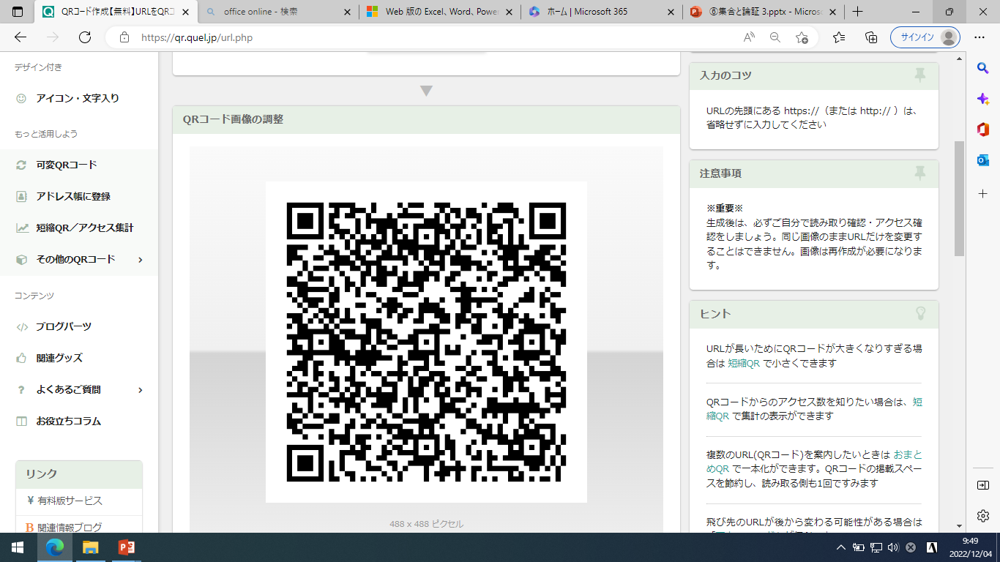 QRコード作成【無料】URLをQRコ
office online - 検索
Web 版の Excel、Word、Power
ホーム | Microsoft 365
⑥集合と論証 3.pptx - Microso
https://qr.quel.jp/url.php
サインイン
デザイン付き
アイコン・文字入り
もっと活用しよう
可変QRコード
アドレス帳に登録
短縮QR／アクセス集計
その他のQRコード
コンテンツ
ブログパーツ
関連グッズ
よくあるご質問
お役立ちコラム
リンク
¥ 有料版サービス
B 関連情報ブログ
QRコード画像の調整
488 x 488 ピクセル
入力のコツ
URLの先頭にある https://（または http:// ）は、
省略せずに入力してください
注意事項
※重要※
生成後は、必ずご自分で読み取り確認・アクセス確
認をしましょう。同じ画像のままURLだけを変更す
ることはできません。画像は再作成が必要になりま
す。
ヒント
URLが長いためにQRコードが大きくなりすぎる場
合は 短縮QR で小さくできます
QRコードからのアクセス数を知りたい場合は、短
縮QR で集計の表示ができます
複数のURL(QRコード)を案内したいときは おまと
めQR で一本化ができます。QRコードの掲載スペー
スを節約し、読み取る側も1回ですみます
飛び先のURLが後から変わる可能性がある場合は
A
9:49
2022/12/04